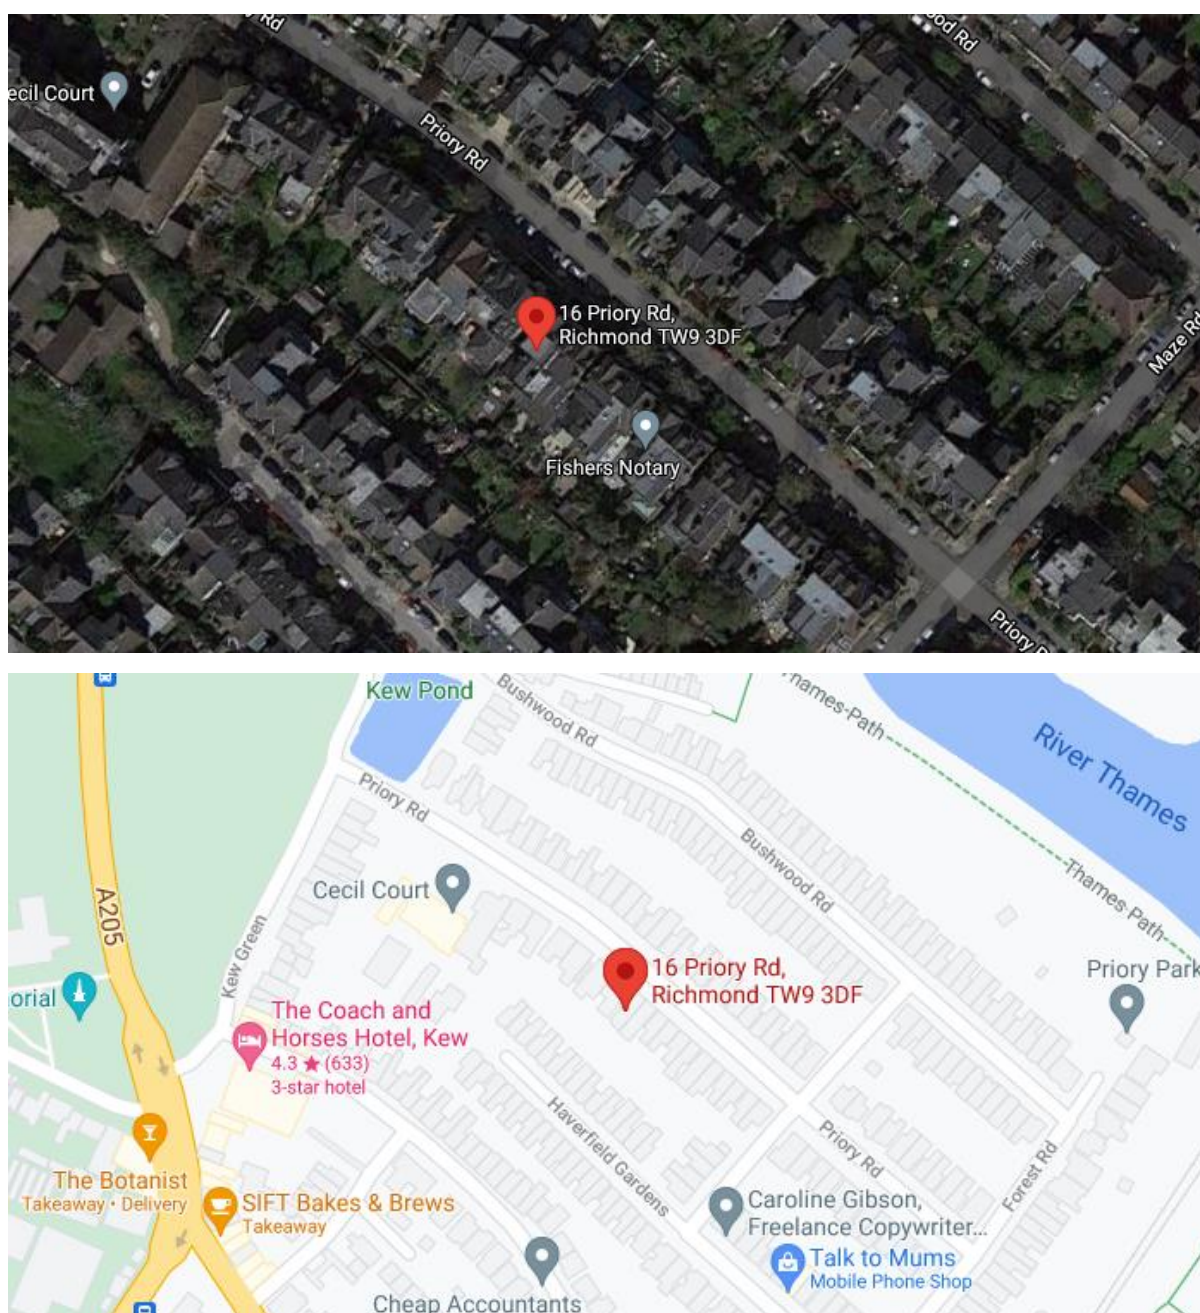 y Rd
ood Rd
ecil Court
Priory Rd
16 Priory Rd,
Richmond TW9 3DF
Maze Rd
Fishers Notary
Priory R
Kew Pond
Bushwood Rd
Thames-Path
River Thames
Priory Rd
Bushwood Rd
Cecil Court
A205
Kew Green
Thames-Path
16 Priory Rd,
Richmond TW9 3DF
Priory Park
orial
The Coach and
Horses Hotel, Kew
4.3 ★ (633)
3-star hotel
Haverfield Gardens
Priory Rd
Forest Rd
The Botanist
Takeaway • Delivery
SIFT Bakes & Brews
Takeaway
Caroline Gibson,
Freelance Copywriter...
Talk to Mums
Mobile Phone Shop
Cheap Accountants